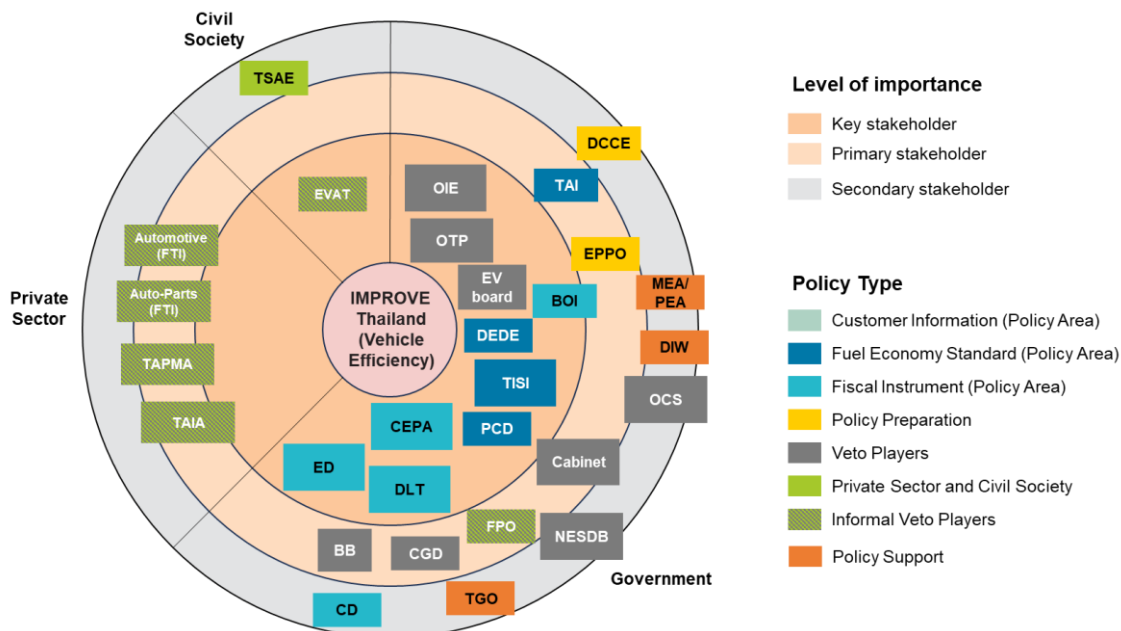 Civil
Society
TSAE
DCCE
TAI
EVAT
OIE
OTP
EPPO
Automotive
(FTI)
EV
board
MEA/
PEA
Auto-Parts
(FTI)
BOI
Private
Sector
IMPROVE
Thailand
(Vehicle
Efficiency)
DEDE
DIW
TAPMA
TISI
OCS
TAIA
CEPA
PCD
ED
Cabinet
DLT
FPO
NESDB
BB
CGD
Government
TGO
CD
Level of importance
Key stakeholder
Primary stakeholder
Secondary stakeholder
Policy Type
Customer Information (Policy Area)
Fuel Economy Standard (Policy Area)
Fiscal Instrument (Policy Area)
Policy Preparation
Veto Players
Private Sector and Civil Society
Informal Veto Players
Policy Support